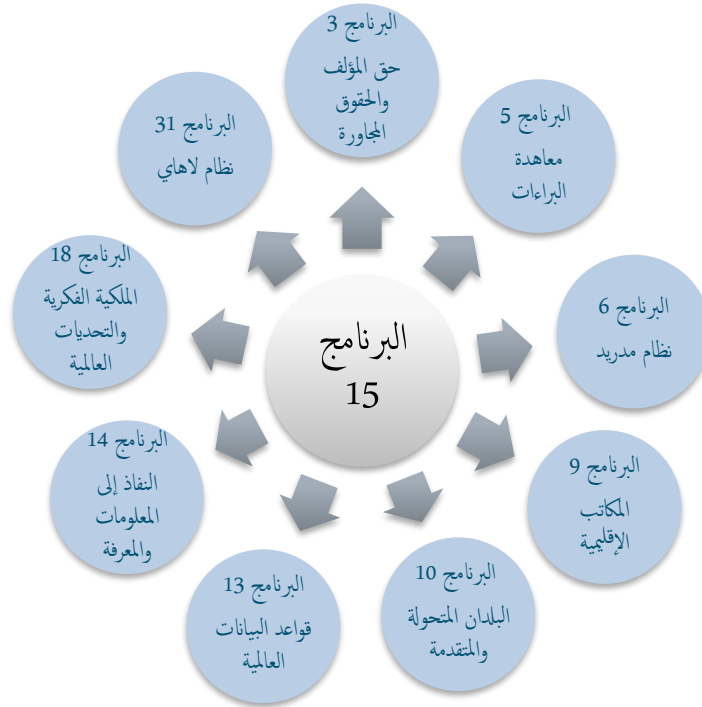 البرنامج 3
حق المؤلف
والحقوق
المجاورة
البرنامج 5
معاهدة
البراءات
البرنامج 6
نظام مدريد
البرنامج 9
المكاتب
الإقليمية
البرنامج 10
البلدان المتحولة
والمتقدمة
البرنامج 13
قواعد البيانات
العالمية
البرنامج 14
النفاذ إلى
المعلومات
والمعرفة
البرنامج 18
الملكية الفكرية
والتحديات
العالمية
البرنامج 31
نظام لاهاي
البرنامج
15